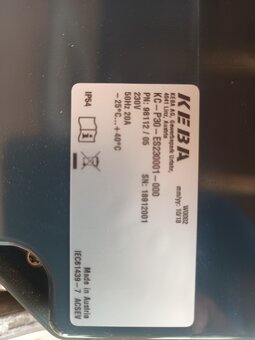 KEBA
W0002
mm/yy: 10/18
KEBA AG, Gewerbepark Urfahr,
4041 Linz, Austria
KC-P30-ES230001-000
PN: 98112 / 05
SN: 18912001
230V
50Hz 20A
-25°C...+40°C
IP54
Made in Austria
IEC61439-7 ACSEV